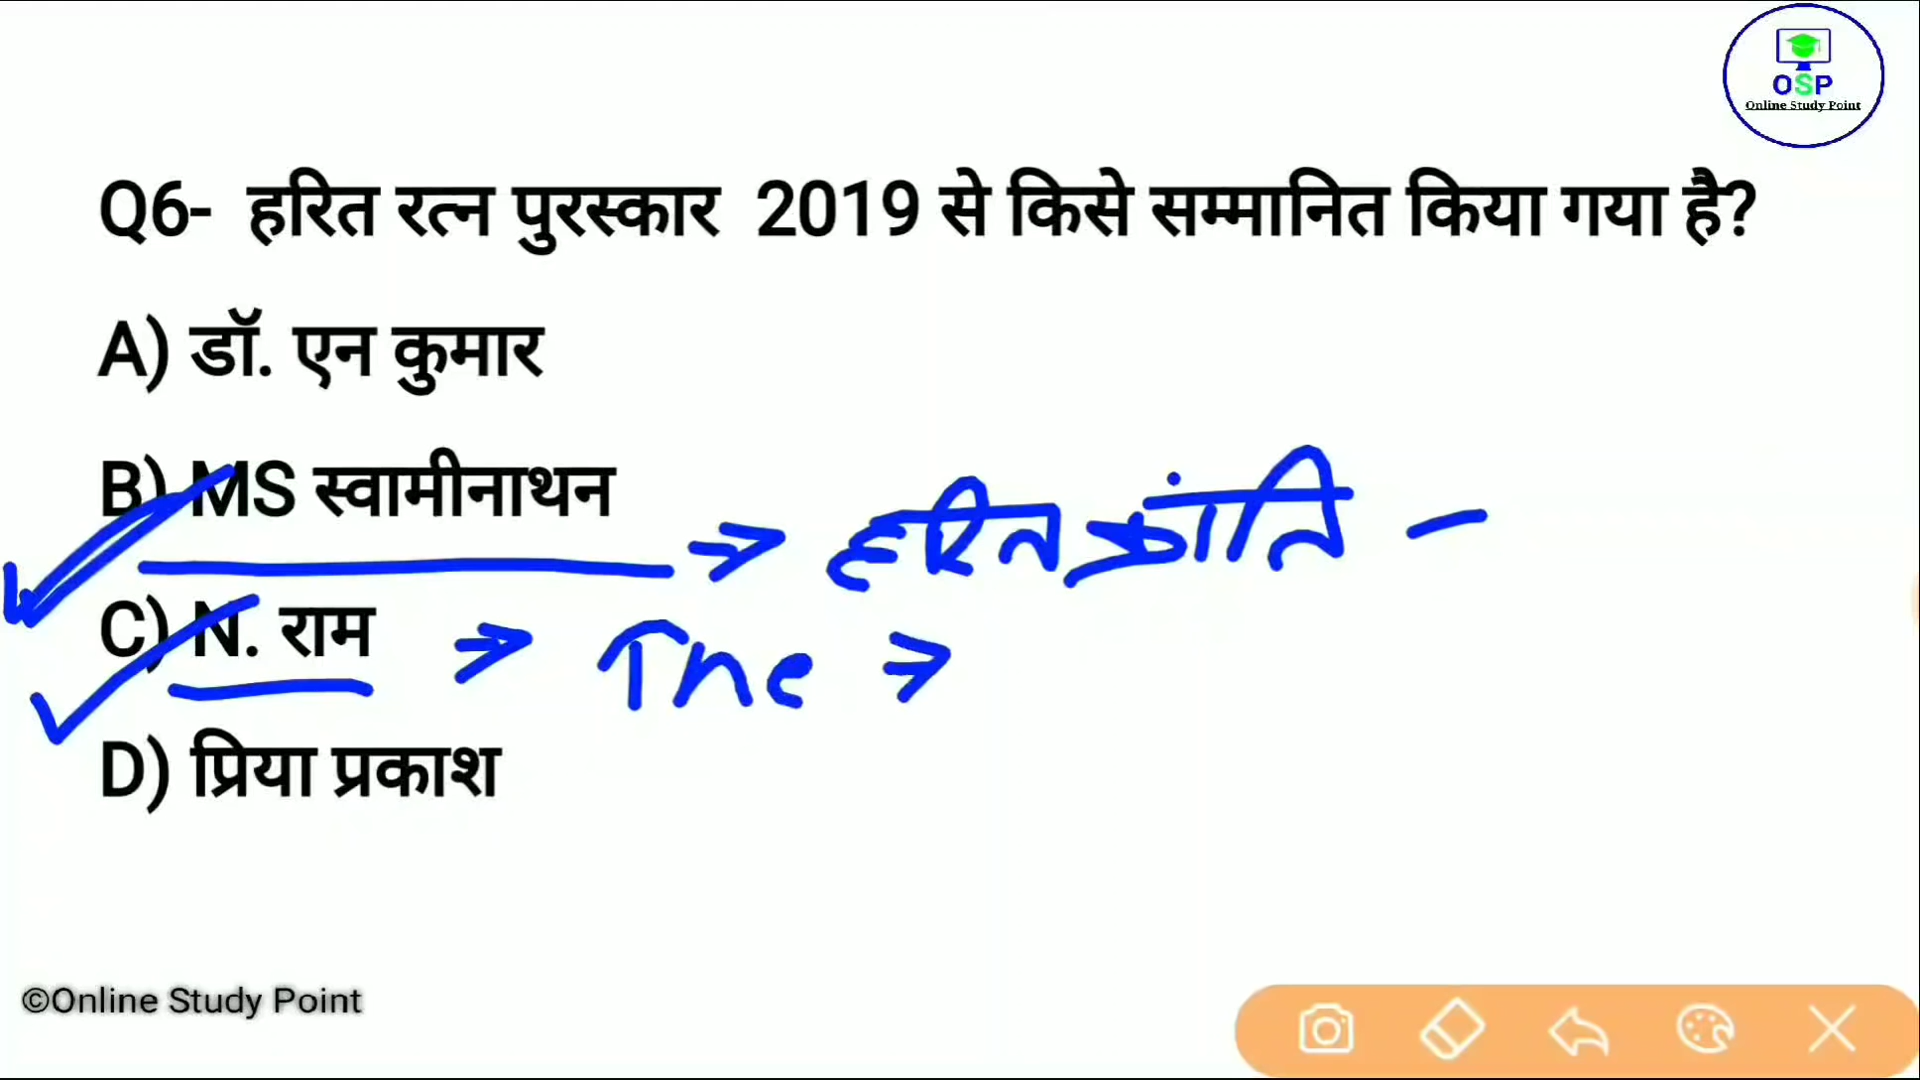 OSP
Online Study Point
Q6- हरित रत्न पुरस्कार 2019 से किसे सम्मानित किया गया है?
A) डॉ. एन कुमार
B) MS स्वामीनाथन
⇒ हरित क्रांति -
C) N. राम ⇒ The ⇒
D) प्रिया प्रकाश
©Online Study Point